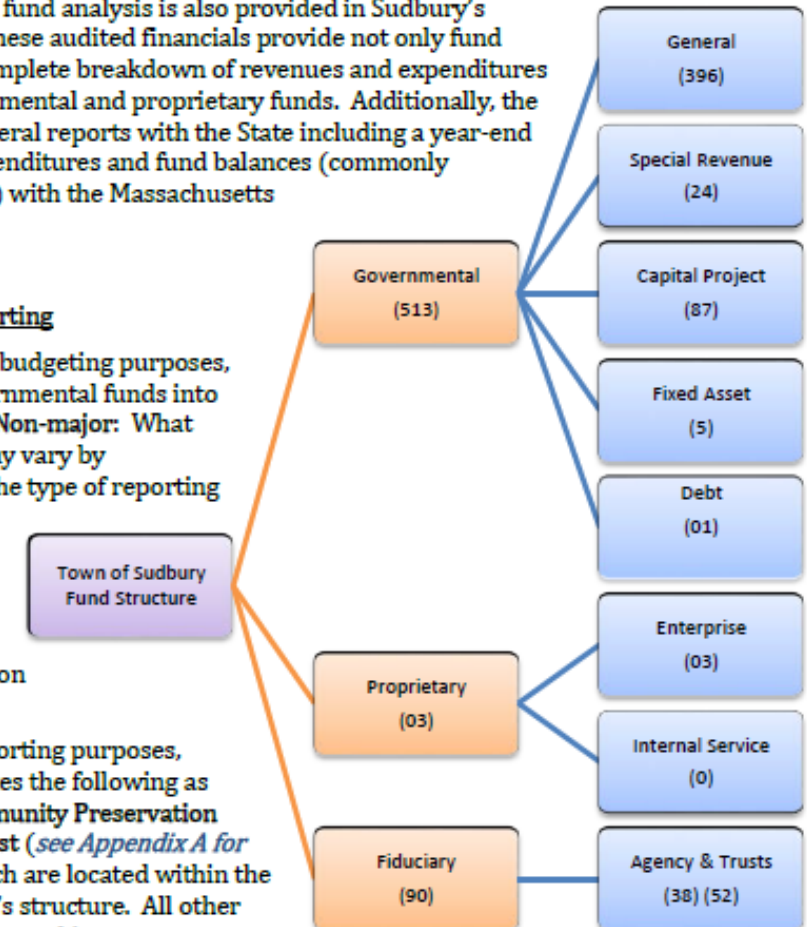 fund analysis is also provided in Sudbury's
hese audited financials provide not only fund
mplete breakdown of revenues and expenditures
mental and proprietary funds. Additionally, the
eral reports with the State including a year-end
enditures and fund balances (commonly
) with the Massachusetts
rting
budgeting purposes,
rnmental funds into
Non-major: What
y vary by
he type of reporting
on
orting purposes,
es the following as
munity Preservation
st (see Appendix A for
ch are located within the
's structure. All other
Town of Sudbury
Fund Structure
Governmental
(513)
General
(396)
Special Revenue
(24)
Capital Project
(87)
Fixed Asset
(5)
Debt
(01)
Proprietary
(03)
Enterprise
(03)
Internal Service
(0)
Fiduciary
(90)
Agency & Trusts
(38) (52)